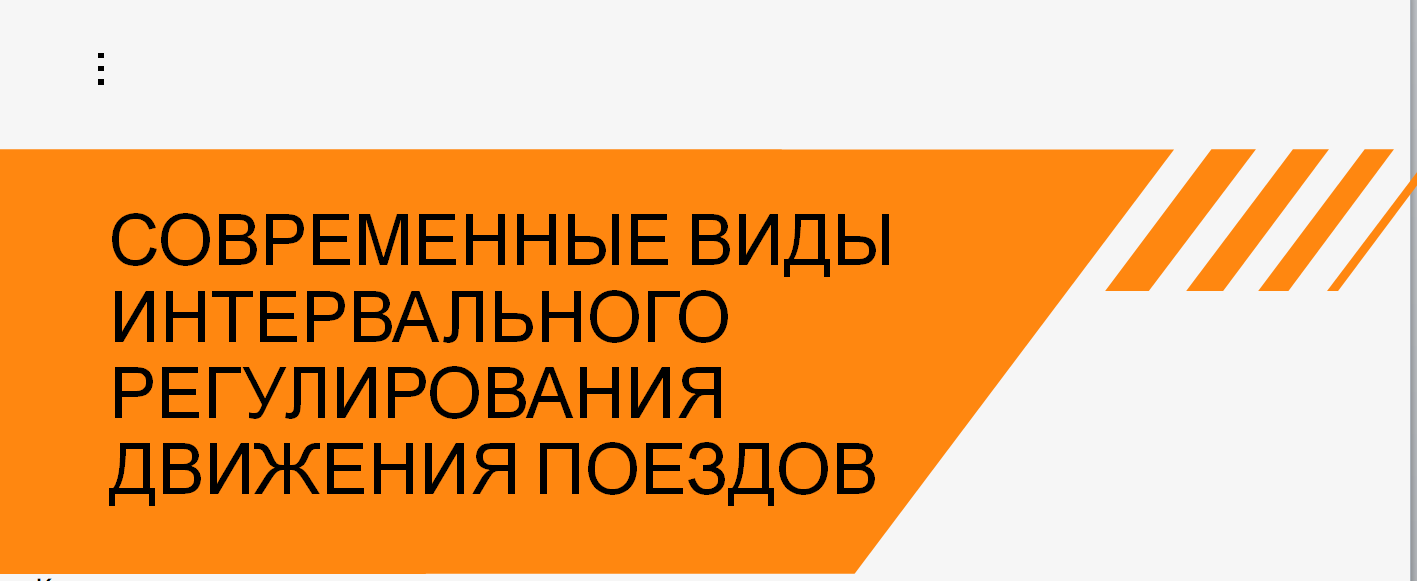 СОВРЕМЕННЫЕ ВИДЫ
ИНТЕРВАЛЬНОГО
РЕГУЛИРОВАНИЯ
ДВИЖЕНИЯ ПОЕЗДОВ